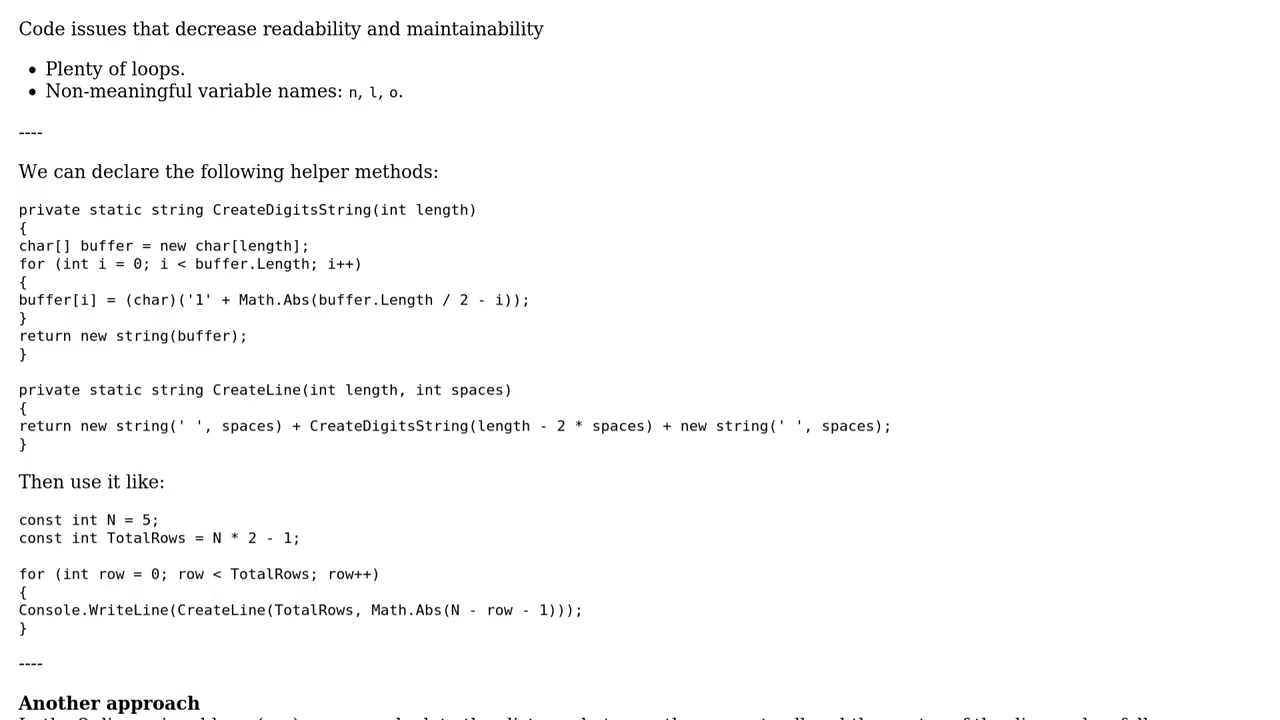 Code issues that decrease readability and maintainability
• Plenty of loops.
• Non-meaningful variable names: n, l, o.
----
We can declare the following helper methods:
private static string CreateDigitsString(int length)
{
char[] buffer = new char[length];
for (int i = 0; i < buffer.Length; i++)
{
buffer[i] = (char)('1' + Math.Abs(buffer.Length / 2 - i));
}
return new string(buffer);
}
private static string CreateLine(int length, int spaces)
{
return new string(' ', spaces) + CreateDigitsString(length - 2 * spaces) + new string(' ', spaces);
}
Then use it like:
const int N = 5;
const int TotalRows = N * 2 - 1;
for (int row = 0; row < TotalRows; row++)
{
Console.WriteLine(CreateLine(TotalRows, Math.Abs(N - row - 1)));
}
----
Another approach